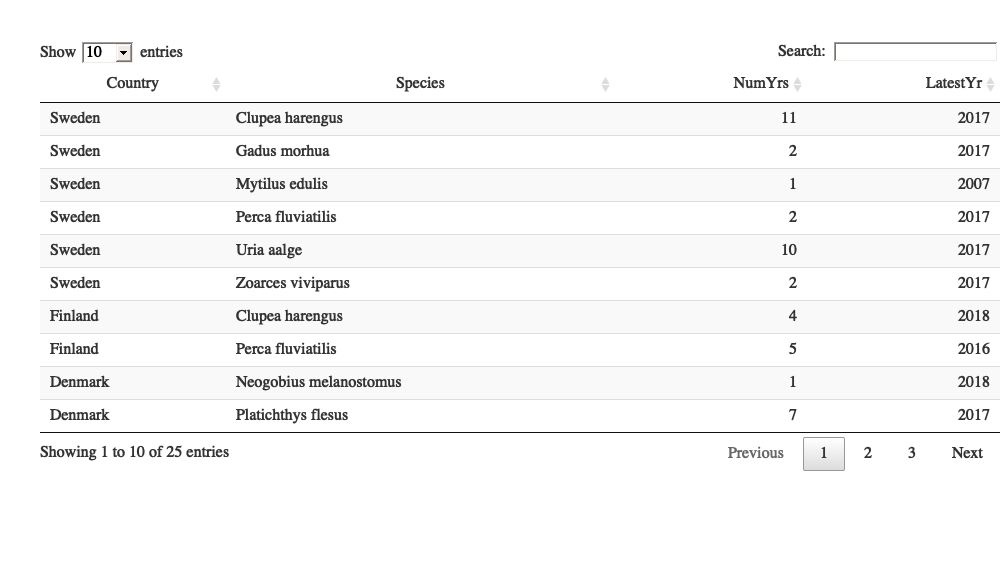 Show 10 entries Search:
Country Species NumYrs LatestYr
Sweden Clupea harengus 11 2017
Sweden Gadus morhua 2 2017
Sweden Mytilus edulis 1 2007
Sweden Perca fluviatilis 2 2017
Sweden Uria aalge 10 2017
Sweden Zoarces viviparus 2 2017
Finland Clupea harengus 4 2018
Finland Perca fluviatilis 5 2016
Denmark Neogobius melanostomus 1 2018
Denmark Platichthys flesus 7 2017
Showing 1 to 10 of 25 entries Previous 1 2 3 Next